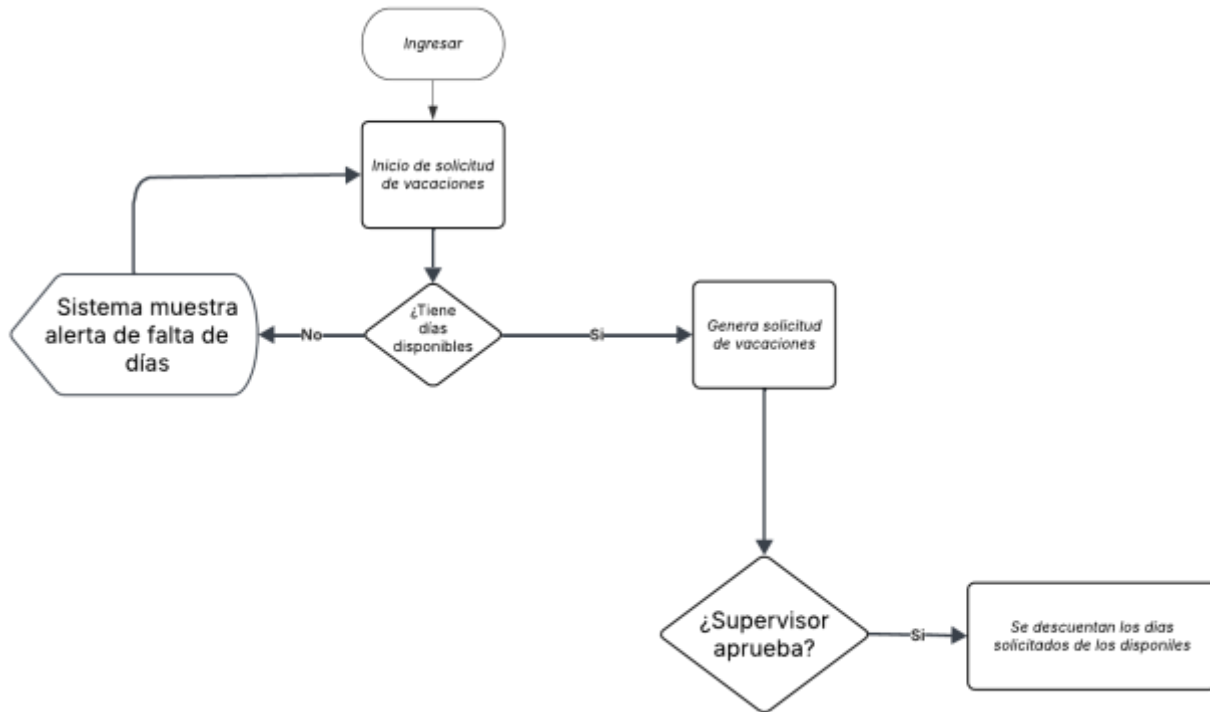 Ingresar
Inicio de solicitud
de vacaciones
Sistema muestra
alerta de falta de
días
No
¿Tiene
días
disponibles
Si
Genera solicitud
de vacaciones
¿Supervisor
aprueba?
Si
Se descuentan los días
solicitados de los disponiles